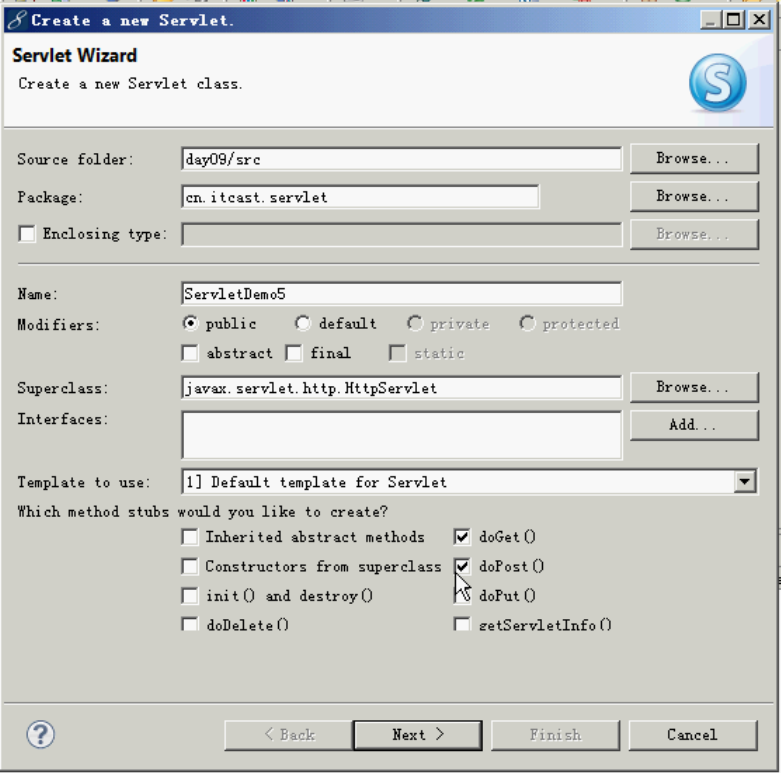 Create a new Servlet.
Servlet Wizard
Create a new Servlet class.
S
Source folder: day09/src Browse...
Package: cn.itcast.servlet Browse...
Enclosing type: Browse...
Name: ServletDemo5
Modifiers: public default private protected
abstract final static
Superclass: javax.servlet.http.HttpServlet Browse...
Interfaces: Add...
Template to use: 1] Default template for Servlet
Which method stubs would you like to create?
Inherited abstract methods doGet()
Constructors from superclass doPost()
init() and destroy() doPut()
doDelete() getServletInfo()
? < Back Next > Finish Cancel